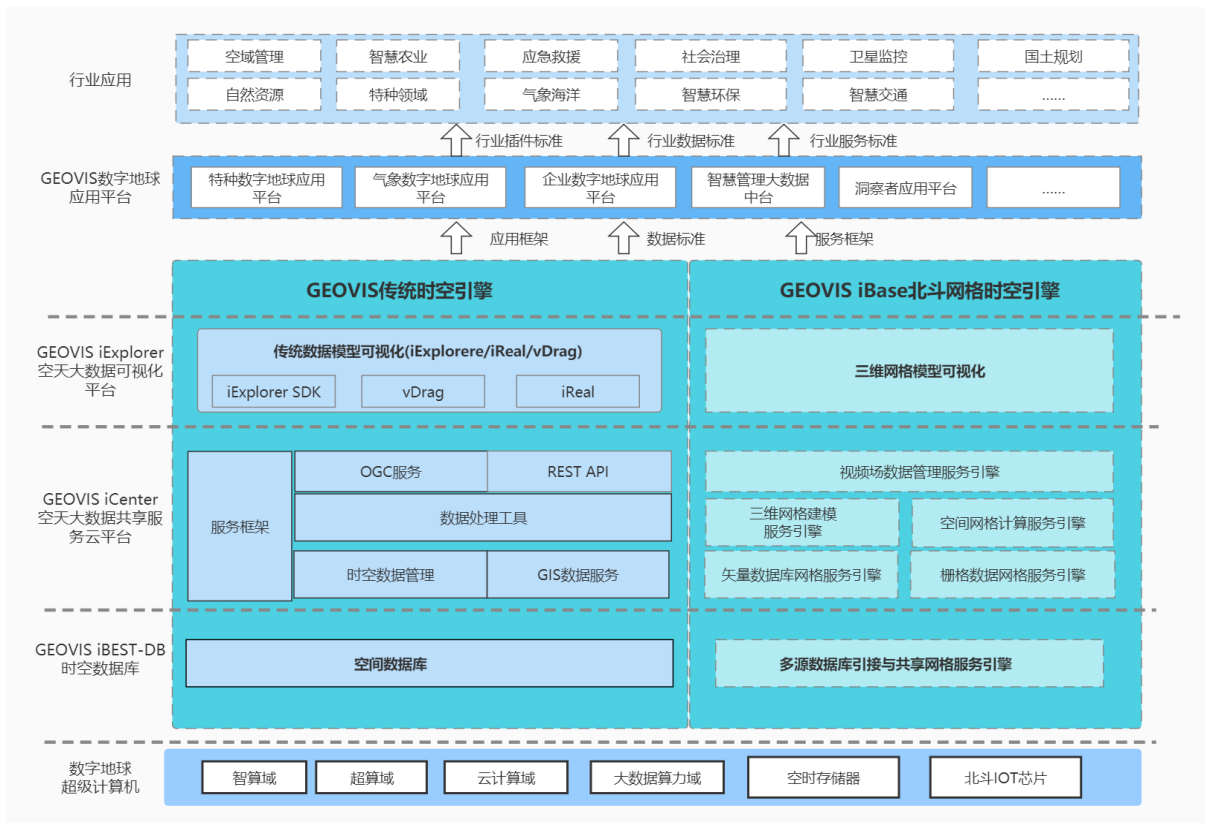 空域管理
智慧农业
应急救援
社会治理
卫星监控
国土规划
行业应用
自然资源
特种领域
气象海洋
智慧环保
智慧交通
......
行业插件标准
行业数据标准
行业服务标准
GEOVIS数字地球
应用平台
特种数字地球应用
平台
气象数字地球应用
平台
企业数字地球应用
平台
智慧管理大数据
中台
洞察者应用平台
......
应用框架
数据标准
服务框架
GEOVIS传统时空引擎
GEOVIS iBase北斗网格时空引擎
GEOVIS iExplorer
空天大数据可视化
平台
传统数据模型可视化(iExplorere/iReal/vDrag)
iExplorer SDK
vDrag
iReal
三维网格模型可视化
GEOVIS iCenter
空天大数据共享服
务云平台
服务框架
OGC服务
REST API
数据处理工具
时空数据管理
GIS数据服务
视频场数据管理服务引擎
三维网格建模
服务引擎
空间网格计算服务引擎
矢量数据库网格服务引擎
栅格数据网格服务引擎
GEOVIS iBEST-DB
时空数据库
空间数据库
多源数据库引接与共享网格服务引擎
数字地球
超级计算机
智算域
超算域
云计算域
大数据算力域
空时存储器
北斗IOT芯片